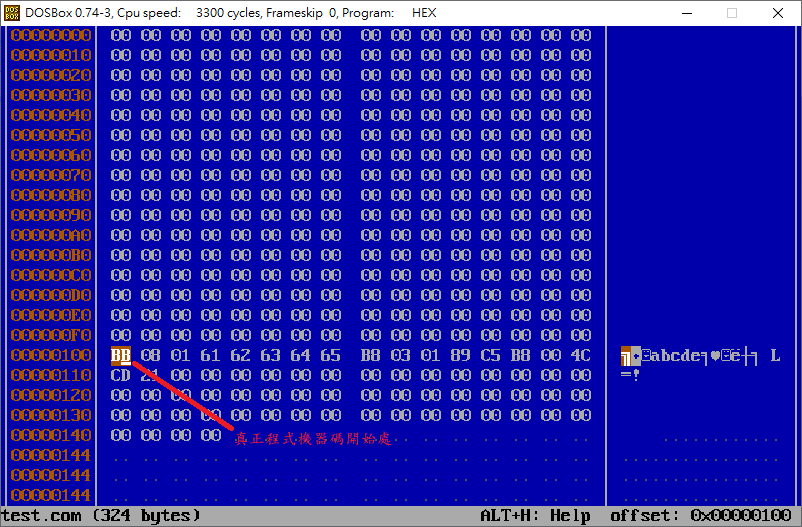 DOS BOX DOSBox 0.74-3, Cpu speed: 3300 cycles, Frameskip 0, Program: HEX
00000000 00 00 00 00 00 00 00 00 00 00 00 00 00 00 00 00
00000010 00 00 00 00 00 00 00 00 00 00 00 00 00 00 00 00
00000020 00 00 00 00 00 00 00 00 00 00 00 00 00 00 00 00
00000030 00 00 00 00 00 00 00 00 00 00 00 00 00 00 00 00
00000040 00 00 00 00 00 00 00 00 00 00 00 00 00 00 00 00
00000050 00 00 00 00 00 00 00 00 00 00 00 00 00 00 00 00
00000060 00 00 00 00 00 00 00 00 00 00 00 00 00 00 00 00
00000070 00 00 00 00 00 00 00 00 00 00 00 00 00 00 00 00
00000080 00 00 00 00 00 00 00 00 00 00 00 00 00 00 00 00
00000090 00 00 00 00 00 00 00 00 00 00 00 00 00 00 00 00
000000A0 00 00 00 00 00 00 00 00 00 00 00 00 00 00 00 00
000000B0 00 00 00 00 00 00 00 00 00 00 00 00 00 00 00 00
000000C0 00 00 00 00 00 00 00 00 00 00 00 00 00 00 00 00
000000D0 00 00 00 00 00 00 00 00 00 00 00 00 00 00 00 00
000000E0 00 00 00 00 00 00 00 00 00 00 00 00 00 00 00 00
000000F0 00 00 00 00 00 00 00 00 00 00 00 00 00 00 00 00
00000100 BB 08 01 61 62 63 64 65 B8 03 01 89 C5 B8 00 4C ╗◘☺abcde╕♥☺ë┼╕ L
00000110 CD 21 00 00 00 00 00 00 00 00 00 00 00 00 00 00 ═!
00000120 00 00 00 00 00 00 00 00 00 00 00 00 00 00 00 00
00000130 00 00 00 00 00 00 00 00 00 00 00 00 00 00 00 00
00000140 00 00 00 00 真正程式機器碼開始處
00000144
00000144
00000144
test.com (324 bytes) ALT+H: Help offset: 0x00000100